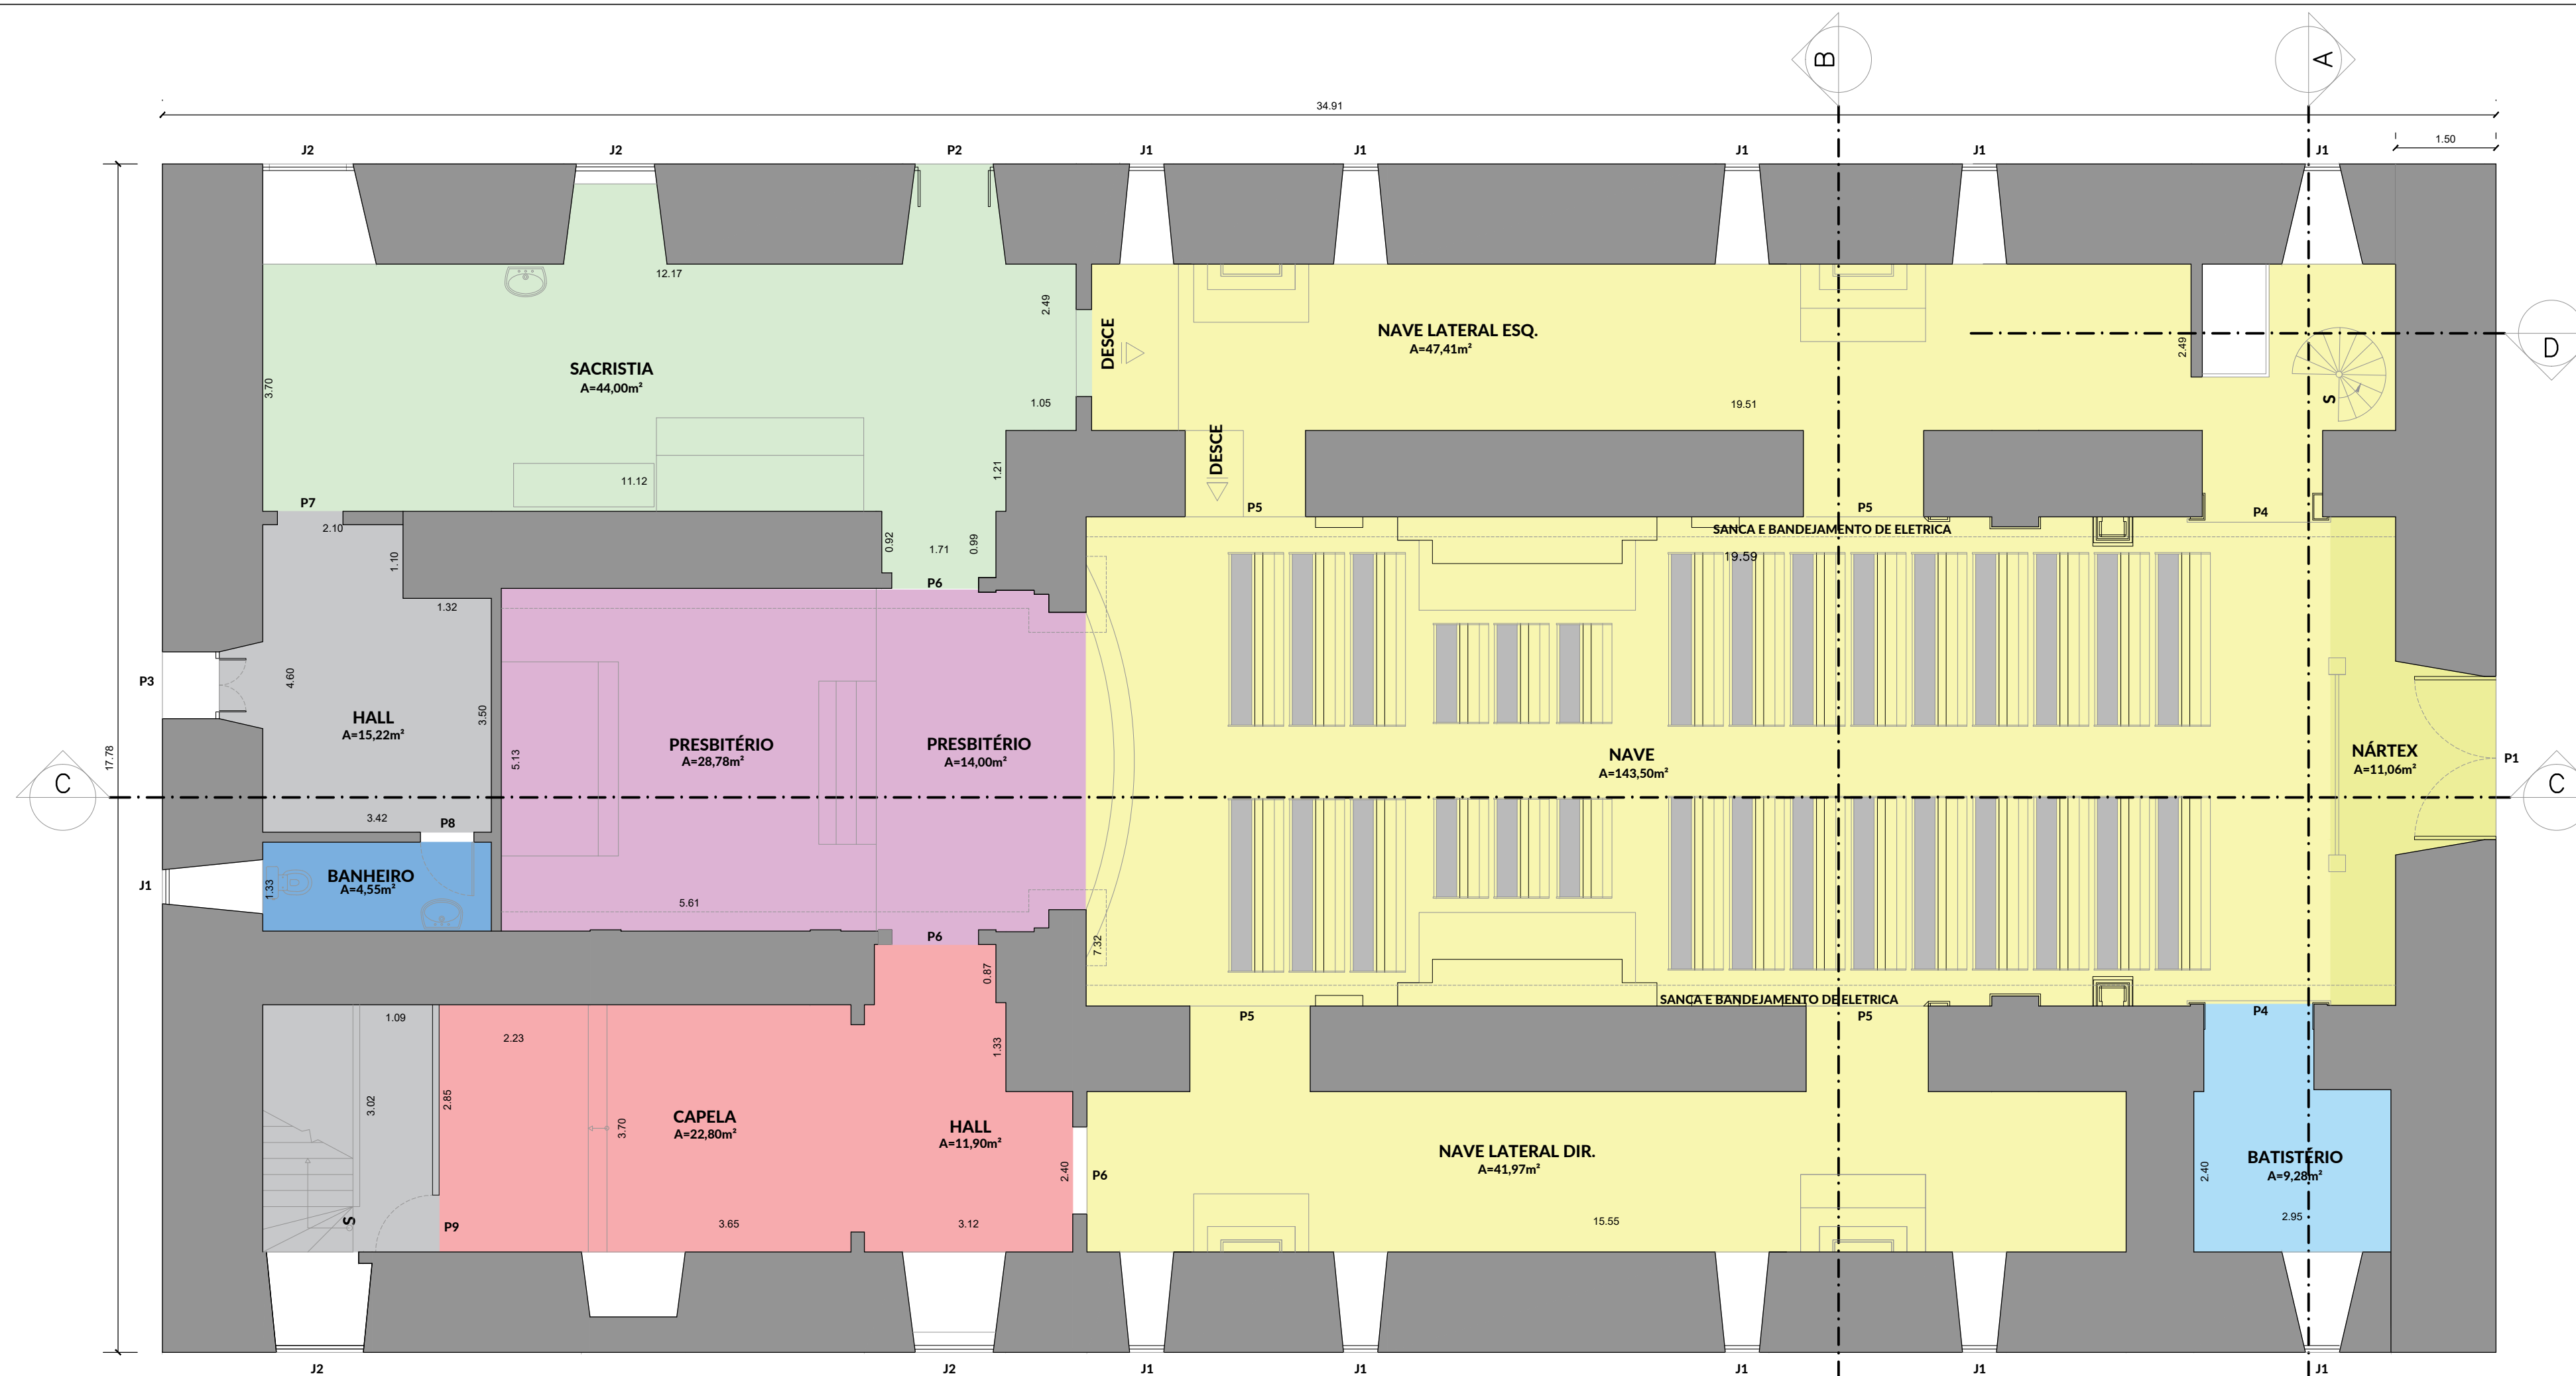 B
A
34.91
1.50
J2
J2
P2
J1
J1
J1
J1
J1
12.17
2.49
DESCE
NAVE LATERAL ESQ.
A=47,41m²
2.49
D
SACRISTIA
A=44,00m²
3.70
1.05
19.51
S
DESCE
11.12
1.21
P7
2.10
P5
P5
P4
SANCA E BANDEJAMENTO DE ELETRICA
19.59
1.10
0.92
1.71
0.99
P6
1.32
P3
4.60
HALL
A=15,22m²
3.50
5.13
PRESBITÉRIO
A=28,78m²
PRESBITÉRIO
A=14,00m²
NAVE
A=143,50m²
NÁRTEX
A=11,06m²
P1
17.78
C
C
3.42
P8
J1
1.33
BANHEIRO
A=4,55m²
5.61
P6
7.32
0.87
SANCA E BANDEJAMENTO DE ELETRICA
P5
P5
P4
1.09
2.23
1.33
3.02
2.85
3.70
CAPELA
A=22,80m²
HALL
A=11,90m²
2.40
P6
NAVE LATERAL DIR.
A=41,97m²
2.40
BATISTÉRIO
A=9,28m²
S
P9
3.65
3.12
15.55
2.95
J2
J2
J1
J1
J1
J1
J1